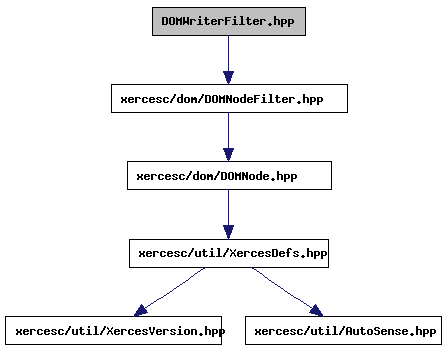 DOMWriterFilter.hpp
xercesc/dom/DOMNodeFilter.hpp
xercesc/dom/DOMNode.hpp
xercesc/util/XercesDefs.hpp
xercesc/util/XercesVersion.hpp
xercesc/util/AutoSense.hpp